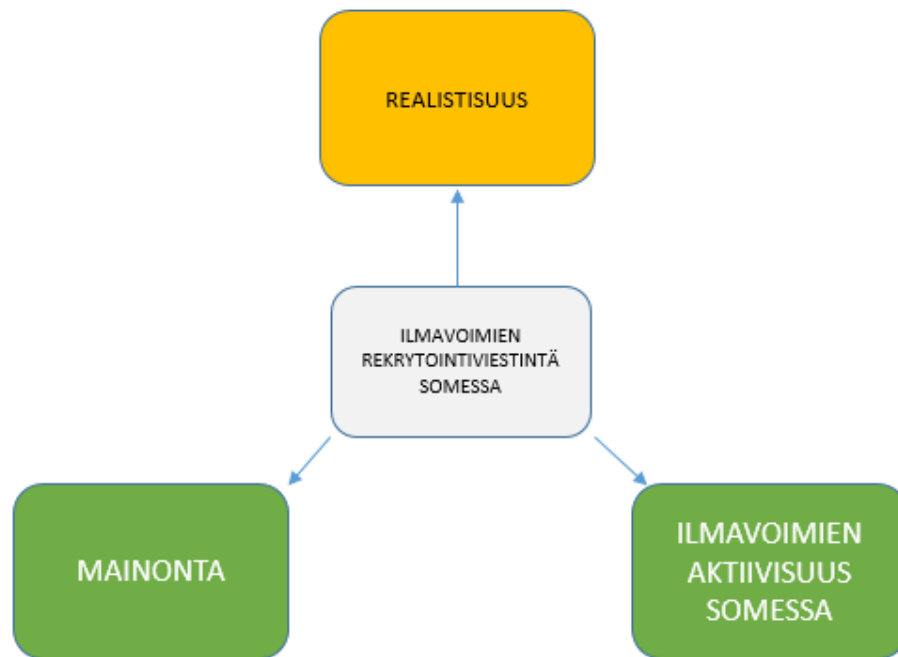 REALISTISUUS
ILMAVOIMIEN
REKRYTOINTIVIESTINTÄ
SOMESSA
MAINONTA
ILMAVOIMIEN
AKTIIVISUUS
SOMESSA